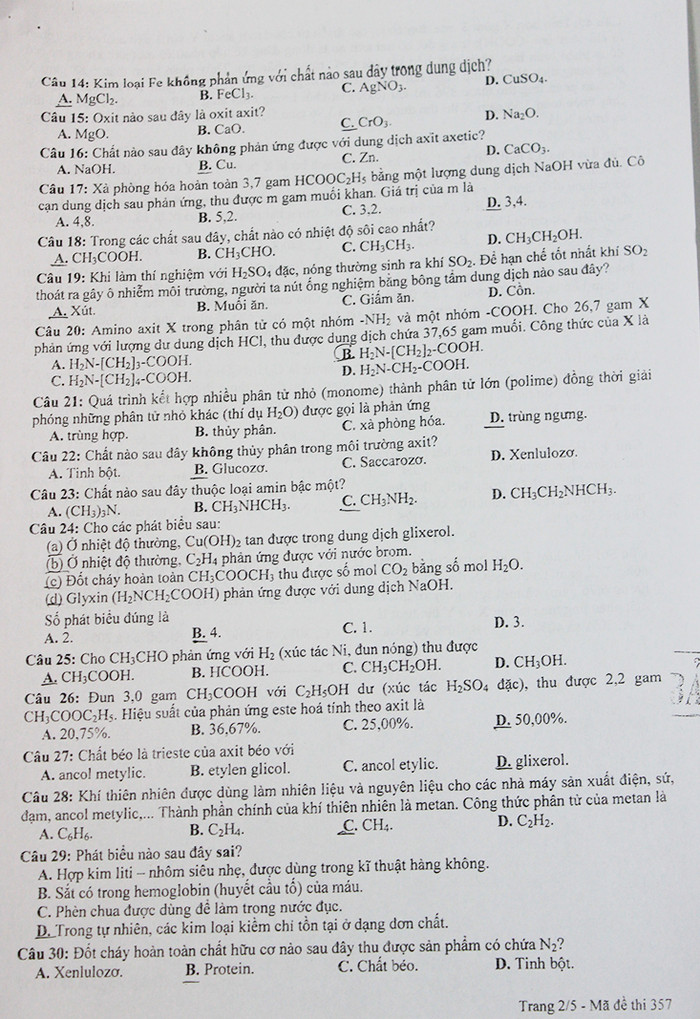 Câu 14: Kim loại Fe không phản ứng với chất nào sau đây trong dung dịch?
A. MgCl₂. B. FeCl₃. C. AgNO₃. D. CuSO₄.
Câu 15: Oxit nào sau đây là oxit axit?
A. MgO. B. CaO. C. CrO₃. D. Na₂O.
Câu 16: Chất nào sau đây không phản ứng được với dung dịch axit axetic?
A. NaOH. B. Cu. C. Zn. D. CaCO₃.
Câu 17: Xà phòng hóa hoàn toàn 3,7 gam HCOOC₂H₅ bằng một lượng dung dịch NaOH vừa đủ. Cô
cạn dung dịch sau phản ứng, thu được m gam muối khan. Giá trị của m là
A. 4,8. B. 5,2. C. 3,2. D. 3,4.
Câu 18: Trong các chất sau đây, chất nào có nhiệt độ sôi cao nhất?
A. CH₃COOH. B. CH₃CHO. C. CH₃CH₃. D. CH₃CH₂OH.
Câu 19: Khi làm thí nghiệm với H₂SO₄ đặc, nóng thường sinh ra khí SO₂. Để hạn chế tốt nhất khí SO₂
thoát ra gây ô nhiễm môi trường, người ta nút ống nghiệm bằng bông tẩm dung dịch nào sau đây?
A. Xút. B. Muối ăn. C. Giấm ăn. D. Cồn.
Câu 20: Amino axit X trong phân tử có một nhóm -NH₂ và một nhóm -COOH. Cho 26,7 gam X
phản ứng với lượng dư dung dịch HCl, thu được dung dịch chứa 37,65 gam muối. Công thức của X là
A. H₂N-[CH₂]₃-COOH. B. H₂N-[CH₂]₂-COOH.
C. H₂N-[CH₂]₄-COOH. D. H₂N-CH₂-COOH.
Câu 21: Quá trình kết hợp nhiều phân tử nhỏ (monome) thành phân tử lớn (polime) đồng thời giải
phóng những phân tử nhỏ khác (thí dụ H₂O) được gọi là phản ứng
A. trùng hợp. B. thủy phân. C. xà phòng hóa. D. trùng ngưng.
Câu 22: Chất nào sau đây không thủy phân trong môi trường axit?
A. Tinh bột. B. Glucozơ. C. Saccarozơ. D. Xenlulozơ.
Câu 23: Chất nào sau đây thuộc loại amin bậc một?
A. (CH₃)₃N. B. CH₃NHCH₃. C. CH₃NH₂. D. CH₃CH₂NHCH₃.
Câu 24: Cho các phát biểu sau:
(a) Ở nhiệt độ thường, Cu(OH)₂ tan được trong dung dịch glixerol.
(b) Ở nhiệt độ thường, C₂H₄ phản ứng được với nước brom.
(c) Đốt cháy hoàn toàn CH₃COOCH₃ thu được số mol CO₂ bằng số mol H₂O.
(d) Glyxin (H₂NCH₂COOH) phản ứng được với dung dịch NaOH.
Số phát biểu đúng là
A. 2. B. 4. C. 1. D. 3.
Câu 25: Cho CH₃CHO phản ứng với H₂ (xúc tác Ni, đun nóng) thu được
A. CH₃COOH. B. HCOOH. C. CH₃CH₂OH. D. CH₃OH.
Câu 26: Đun 3,0 gam CH₃COOH với C₂H₅OH dư (xúc tác H₂SO₄ đặc), thu được 2,2 gam
CH₃COOC₂H₅. Hiệu suất của phản ứng este hoá tính theo axit là
A. 20,75%. B. 36,67%. C. 25,00%. D. 50,00%.
Câu 27: Chất béo là trieste của axit béo với
A. ancol metylic. B. etylen glicol. C. ancol etylic. D. glixerol.
Câu 28: Khí thiên nhiên được dùng làm nhiên liệu và nguyên liệu cho các nhà máy sản xuất điện, sứ,
đạm, ancol metylic,... Thành phần chính của khí thiên nhiên là metan. Công thức phân tử của metan là
A. C₆H₆. B. C₂H₄. C. CH₄. D. C₂H₂.
Câu 29: Phát biểu nào sau đây sai?
A. Hợp kim liti – nhôm siêu nhẹ, được dùng trong kĩ thuật hàng không.
B. Sắt có trong hemoglobin (huyết cầu tố) của máu.
C. Phèn chua được dùng để làm trong nước đục.
D. Trong tự nhiên, các kim loại kiềm chỉ tồn tại ở dạng đơn chất.
Câu 30: Đốt cháy hoàn toàn chất hữu cơ nào sau đây thu được sản phẩm có chứa N₂?
A. Xenlulozơ. B. Protein. C. Chất béo. D. Tinh bột.
Trang 2/5 - Mã đề thi 357